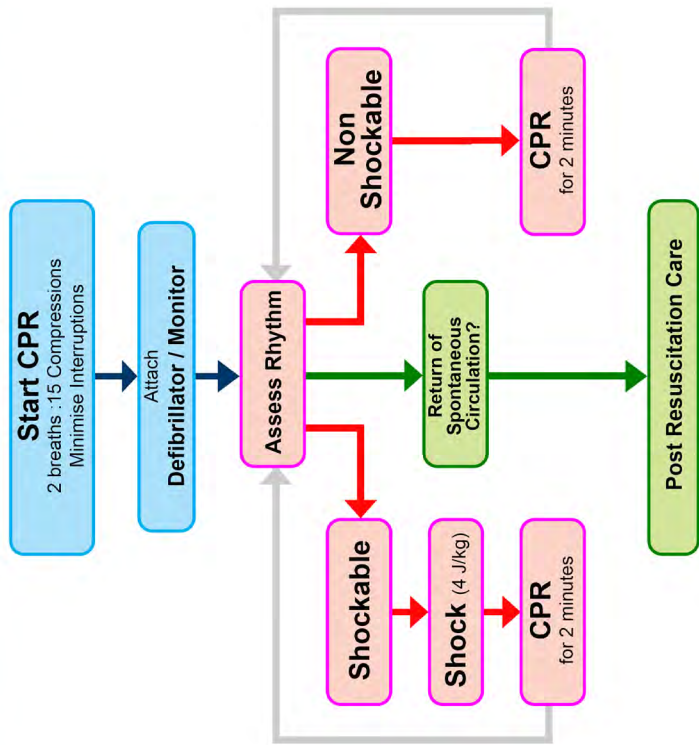 Start CPR
2 breaths :15 Compressions
Minimise Interruptions
Attach
Defibrillator / Monitor
Assess Rhythm
Shockable
Shock (4 J/kg)
CPR
for 2 minutes
Return of
Spontaneous
Circulation?
Non
Shockable
CPR
for 2 minutes
Post Resuscitation Care